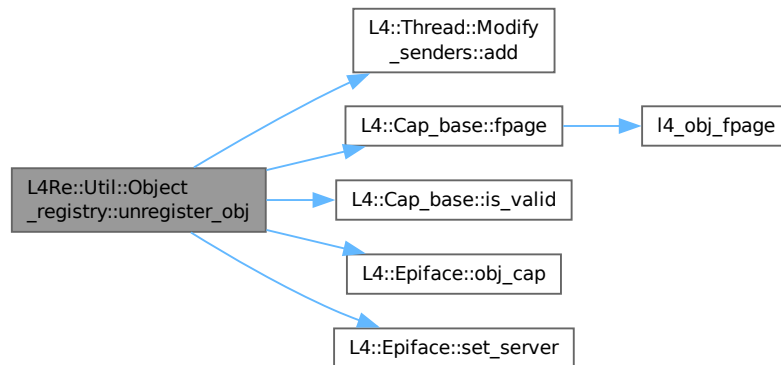 L4::Thread::Modify
_senders::add
L4::Cap_base::fpage
l4_obj_fpage
L4Re::Util::Object
_registry::unregister_obj
L4::Cap_base::is_valid
L4::Epiface::obj_cap
L4::Epiface::set_server